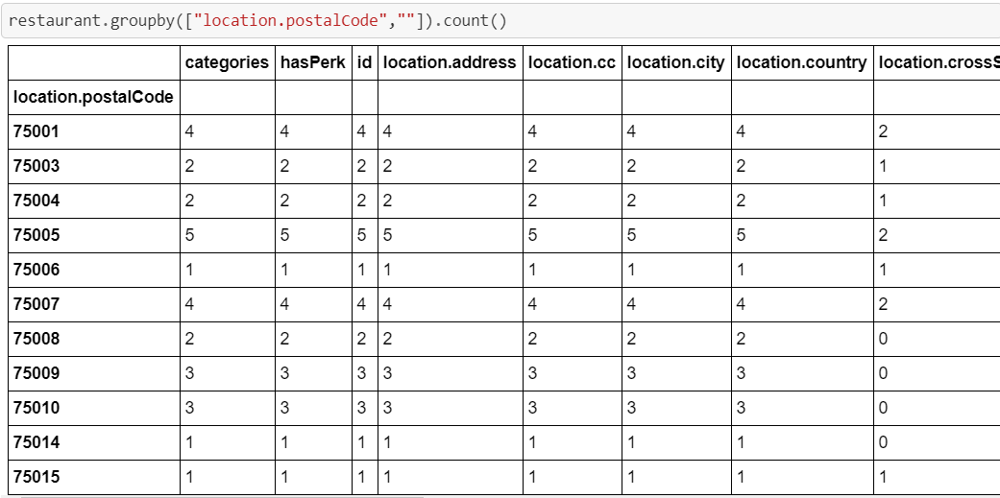 restaurant.groupby(["location.postalCode",""]).count()
categories hasPerk id location.address location.cc location.city location.country location.crossS
location.postalCode
75001 4 4 4 4 4 4 4 2
75003 2 2 2 2 2 2 2 1
75004 2 2 2 2 2 2 2 1
75005 5 5 5 5 5 5 5 2
75006 1 1 1 1 1 1 1 1
75007 4 4 4 4 4 4 4 2
75008 2 2 2 2 2 2 2 0
75009 3 3 3 3 3 3 3 0
75010 3 3 3 3 3 3 3 0
75014 1 1 1 1 1 1 1 0
75015 1 1 1 1 1 1 1 1